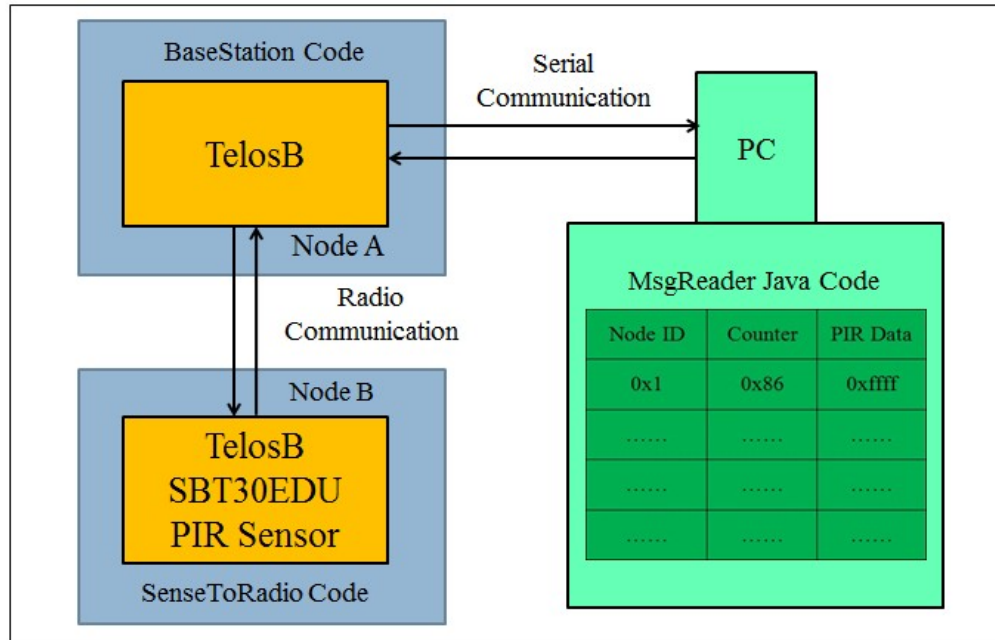 BaseStation Code
TelosB
Node A
Serial
Communication
PC
Radio
Communication
Node B
TelosB
SBT30EDU
PIR Sensor
SenseToRadio Code
MsgReader Java Code
Node ID Counter PIR Data
0x1 0x86 0xffff
...... ...... ......
...... ...... ......
...... ...... ......